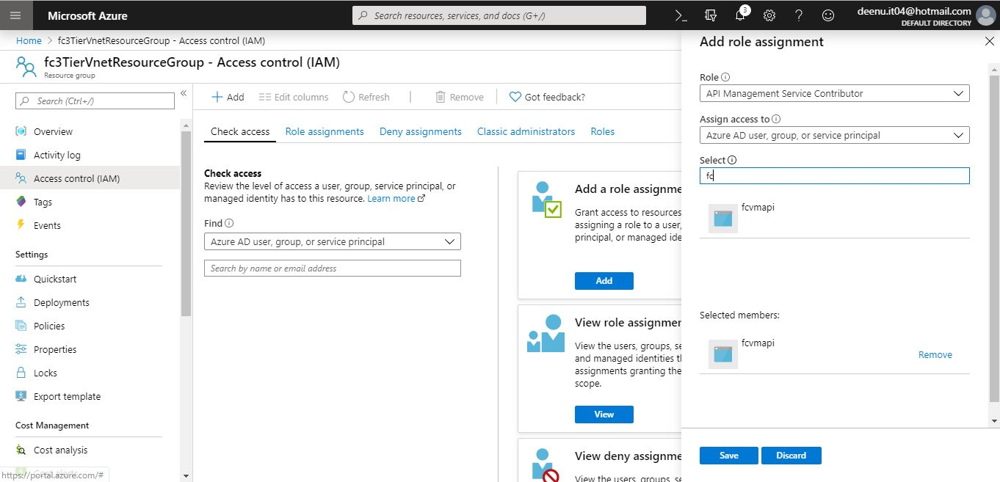 Microsoft Azure
Search resources, services, and docs (G+/)
3
deenu.it04@hotmail.com
DEFAULT DIRECTORY
Home > fc3TierVnetResourceGroup - Access control (IAM)
fc3TierVnetResourceGroup - Access control (IAM)
Resource group
Search (Ctrl+/)
Overview
Activity log
Access control (IAM)
Tags
Events
Settings
Quickstart
Deployments
Policies
Properties
Locks
Export template
Cost Management
Cost analysis
https://portal.azure.com/#
Add
Edit columns
Refresh
Remove
Got feedback?
Check access
Role assignments
Deny assignments
Classic administrators
Roles
Check access
Review the level of access a user, group, service principal, or
managed identity has to this resource. Learn more
Find
Azure AD user, group, or service principal
Search by name or email address
Add a role assignme
Grant access to resources
assigning a role to a user,
principal, or managed ide
Add
View role assignmer
View the users, groups, se
and managed identities th
assignments granting the
scope.
View
View deny assignme
View the users, groups, se
Add role assignment
Role
API Management Service Contributor
Assign access to
Azure AD user, group, or service principal
Select
fc
fcvmapi
Selected members:
fcvmapi
Remove
Save
Discard